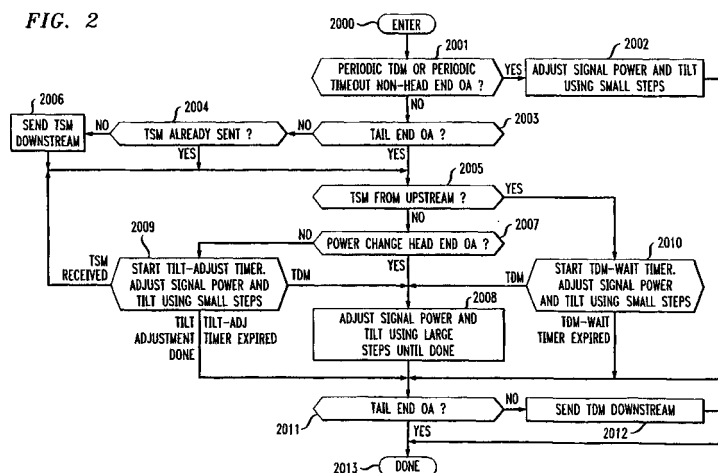 FIG. 2
2000
ENTER
2001
PERIODIC TDM OR PERIODIC
TIMEOUT NON-HEAD END OA ?
YES
2002
ADJUST SIGNAL POWER AND TILT
USING SMALL STEPS
NO
2006
SEND TSM
DOWNSTREAM
NO
2004
TSM ALREADY SENT ?
YES
NO
2003
TAIL END OA ?
YES
2005
TSM FROM UPSTREAM ?
YES
NO
2007
POWER CHANGE HEAD END OA ?
NO
YES
TSM
RECEIVED
2009
START TILT-ADJUST TIMER.
ADJUST SIGNAL POWER AND
TILT USING SMALL STEPS
TDM
TDM
2010
START TDM-WAIT TIMER.
ADJUST SIGNAL POWER
AND TILT USING SMALL STEPS
2008
ADJUST SIGNAL POWER AND
TILT USING LARGE
STEPS UNTIL DONE
TILT
ADJUSTMENT
DONE
TILT-ADJ
TIMER EXPIRED
TDM-WAIT
TIMER EXPIRED
2011
TAIL END OA ?
NO
SEND TDM DOWNSTREAM
2012
YES
2013
DONE